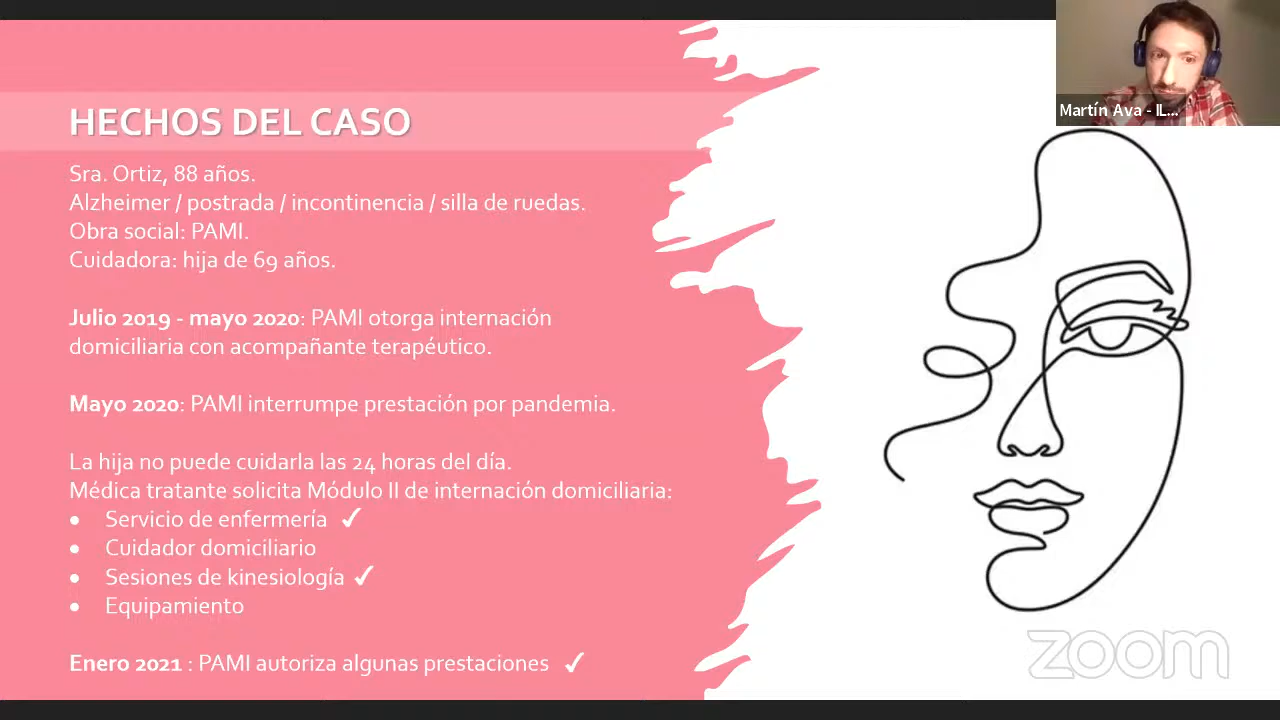 HECHOS DEL CASO
Sra. Ortiz, 88 años.
Alzheimer / postrada / incontinencia / silla de ruedas.
Obra social: PAMI.
Cuidadora: hija de 69 años.
Julio 2019 - mayo 2020: PAMI otorga internación
domiciliaria con acompañante terapéutico.
Mayo 2020: PAMI interrumpe prestación por pandemia.
La hija no puede cuidarla las 24 horas del día.
Médica tratante solicita Módulo II de internación domiciliaria:
• Servicio de enfermería ✓
• Cuidador domiciliario
• Sesiones de kinesiología ✓
• Equipamiento
Enero 2021 : PAMI autoriza algunas prestaciones ✓
Martín Ava - IL...
zoom